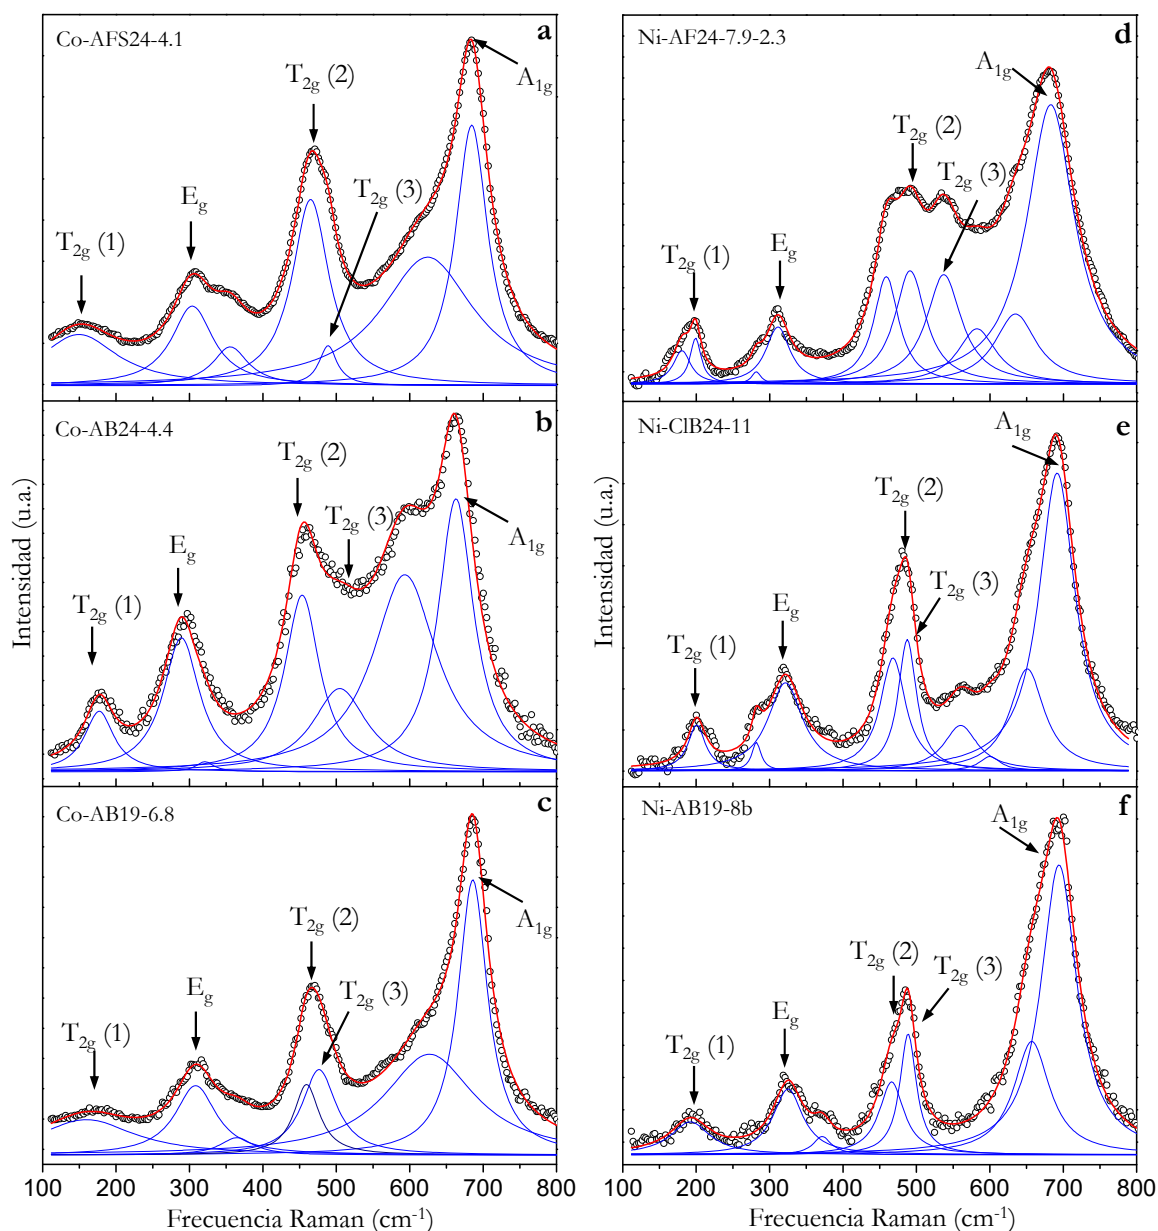 Co-AFS24-4.1
a
T2g (1)
Eg
T2g (2)
T2g (3)
A1g
Co-AB24-4.4
b
T2g (1)
Eg
T2g (2)
T2g (3)
A1g
Co-AB19-6.8
c
T2g (1)
Eg
T2g (2)
T2g (3)
A1g
Intensidad (u.a.)
100 200 300 400 500 600 700 800
Frecuencia Raman (cm-1)
Ni-AF24-7.9-2.3
d
T2g (1)
Eg
T2g (2)
T2g (3)
A1g
Ni-ClB24-11
e
T2g (1)
Eg
T2g (2)
T2g (3)
A1g
Ni-AB19-8b
f
T2g (1)
Eg
T2g (2)
T2g (3)
A1g
Intensidad (u.a.)
100 200 300 400 500 600 700 800
Frecuencia Raman (cm-1)